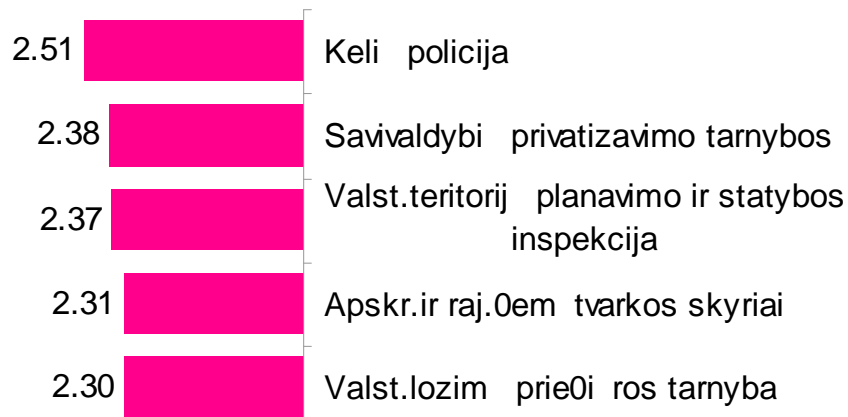 2.51 Keli policija
2.38 Savivaldybi privatizavimo tarnybos
2.37 Valst.teritorij planavimo ir statybos
inspekcija
2.31 Apskr.ir raj.0em tvarkos skyriai
2.30 Valst.lozim prie0i ros tarnyba